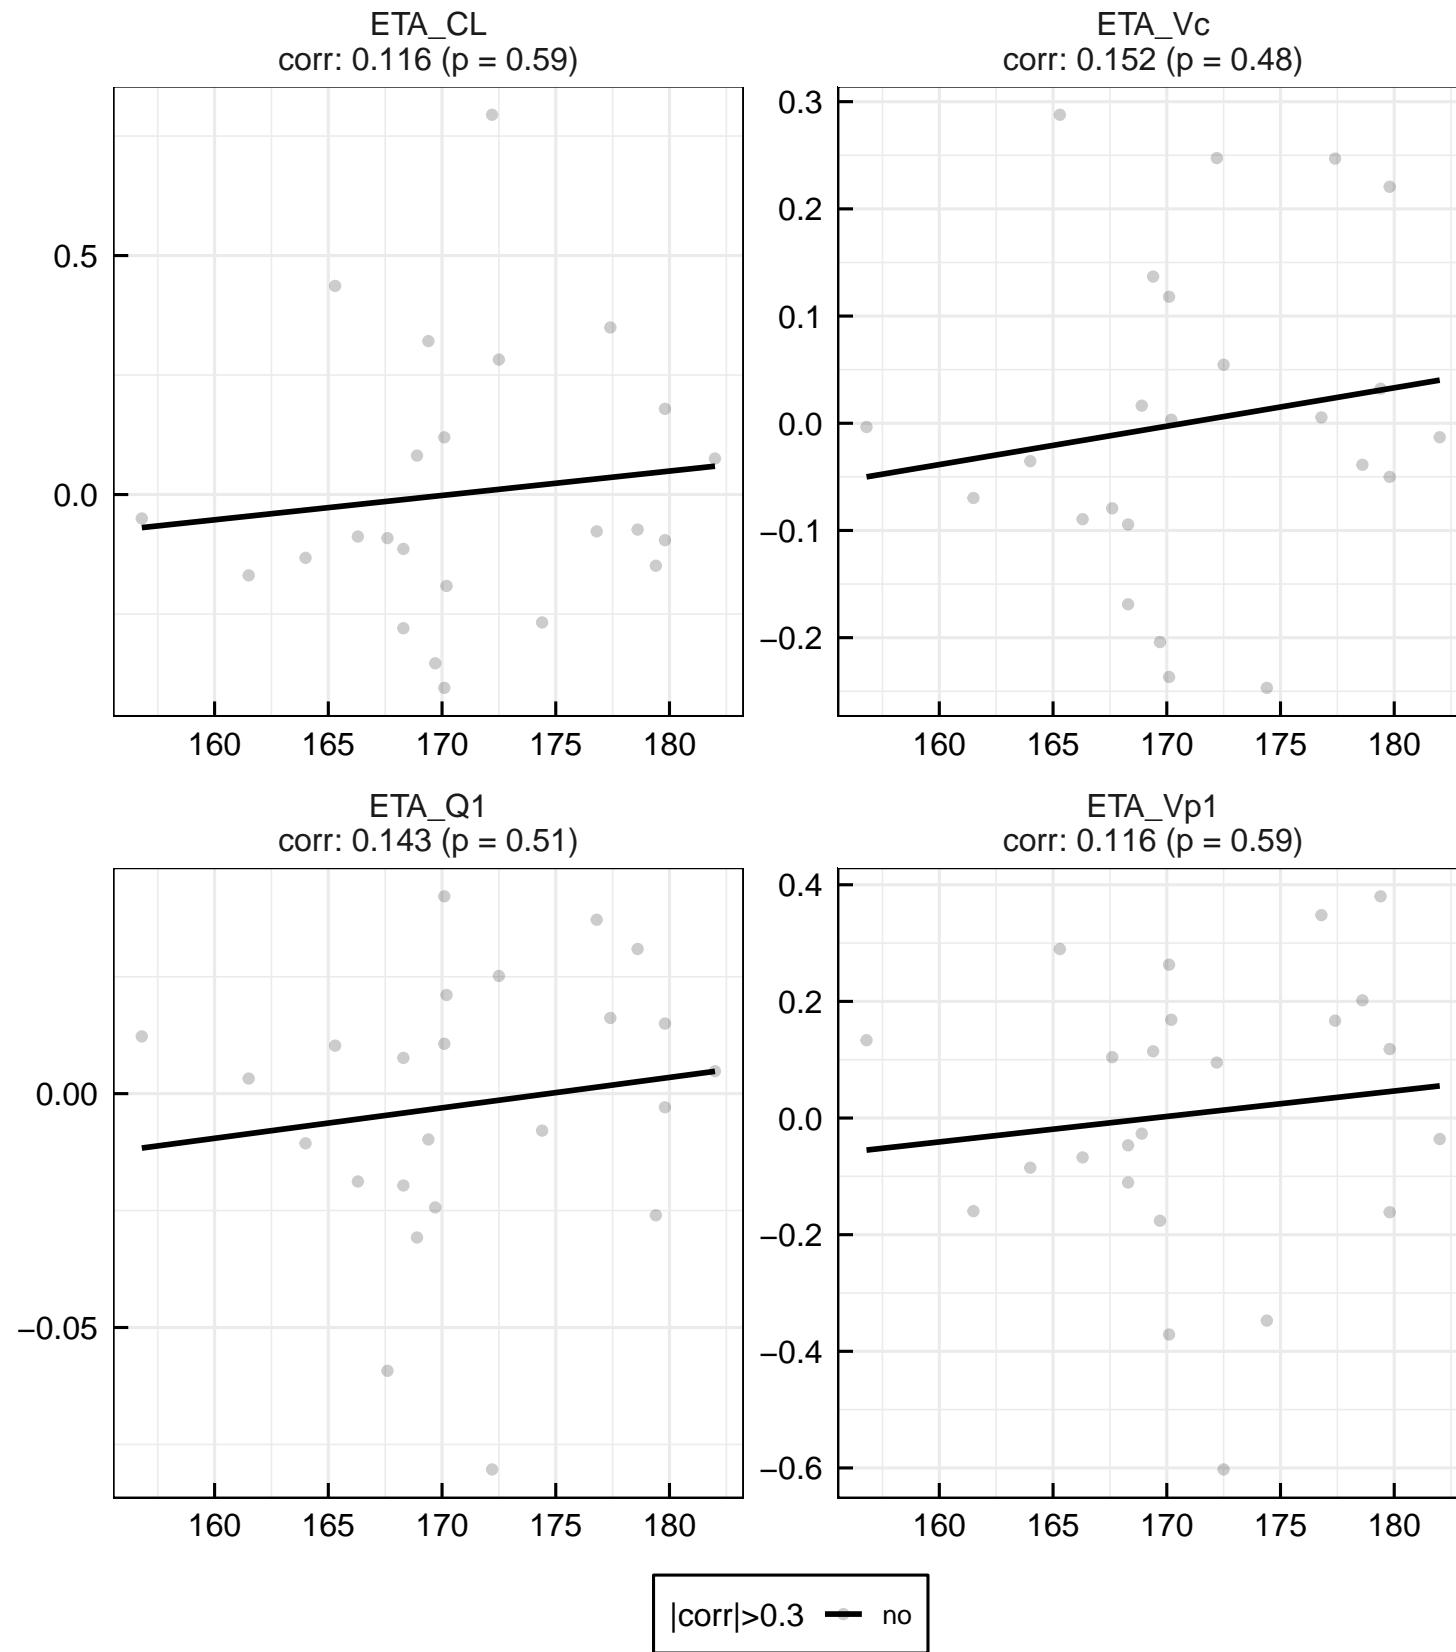 ETA_CL
corr: 0.116 (p = 0.59)
ETA_Vc
corr: 0.152 (p = 0.48)
0.5
0.0
0.3
0.2
0.1
0.0
−0.1
−0.2
160 165 170 175 180
160 165 170 175 180
ETA_Q1
corr: 0.143 (p = 0.51)
ETA_Vp1
corr: 0.116 (p = 0.59)
0.00
−0.05
0.4
0.2
0.0
−0.2
−0.4
−0.6
160 165 170 175 180
160 165 170 175 180
|corr|>0.3 no